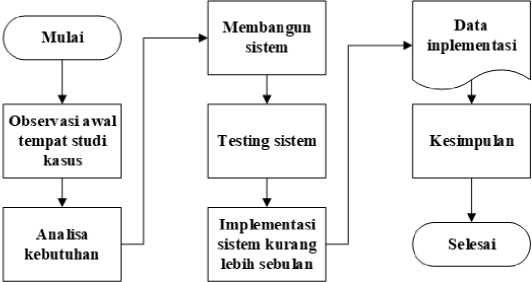 Mulai
Observasi awal
tempat studi
kasus
Analisa
kebutuhan
Membangun
sistem
Testing sistem
Implementasi
sistem kurang
lebih sebulan
Data
inplementasi
Kesimpulan
Selesai